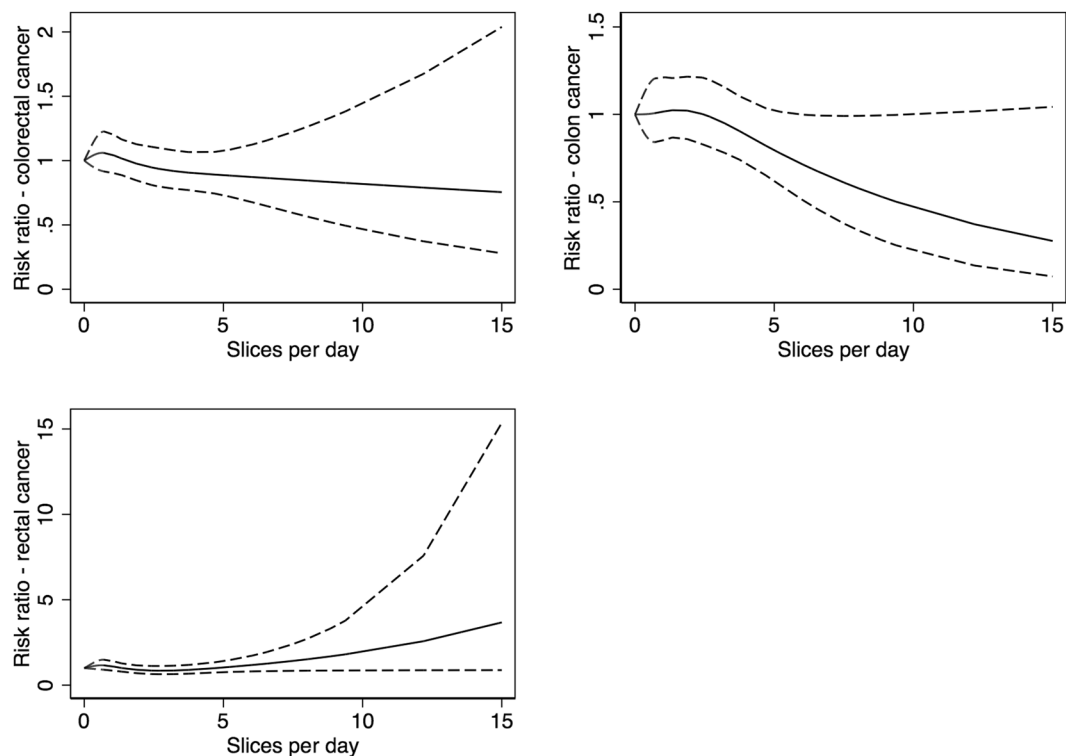 Risk ratio - colorectal cancer
2
1.5
1
.5
0
0 5 10 15
Slices per day
Risk ratio - colon cancer
1.5
1
.5
0
0 5 10 15
Slices per day
Risk ratio - rectal cancer
15
10
5
0
0 5 10 15
Slices per day